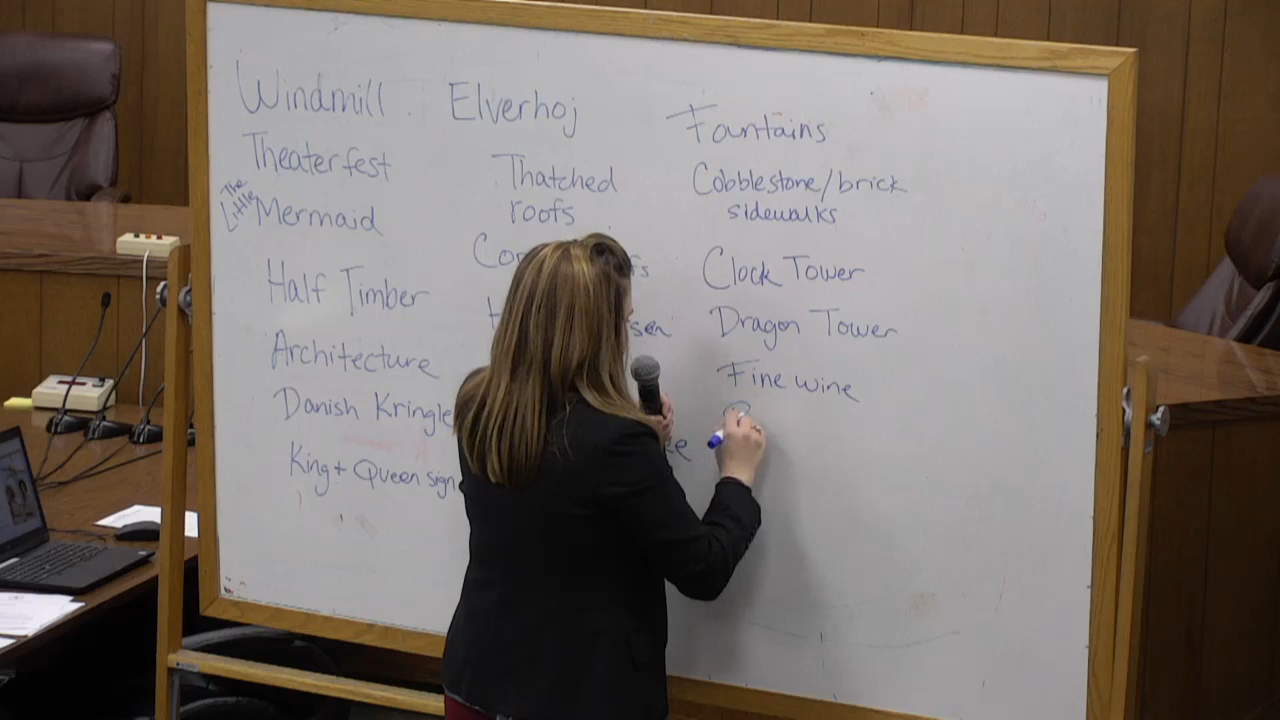 Windmill
Theaterfest
The Little Mermaid
Half Timber
Architecture
Danish Kringle
King + Queen sign
Elverhoj
Thatched
roofs
Fountains
Cobblestone/brick
sidewalks
Clock Tower
Dragon Tower
Fine wine